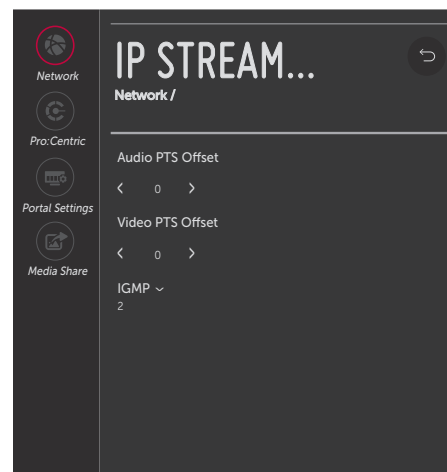 Network
Pro:Centric
Portal Settings
Media Share
IP STREAM...
Network /
Audio PTS Offset
0
Video PTS Offset
0
IGMP
2